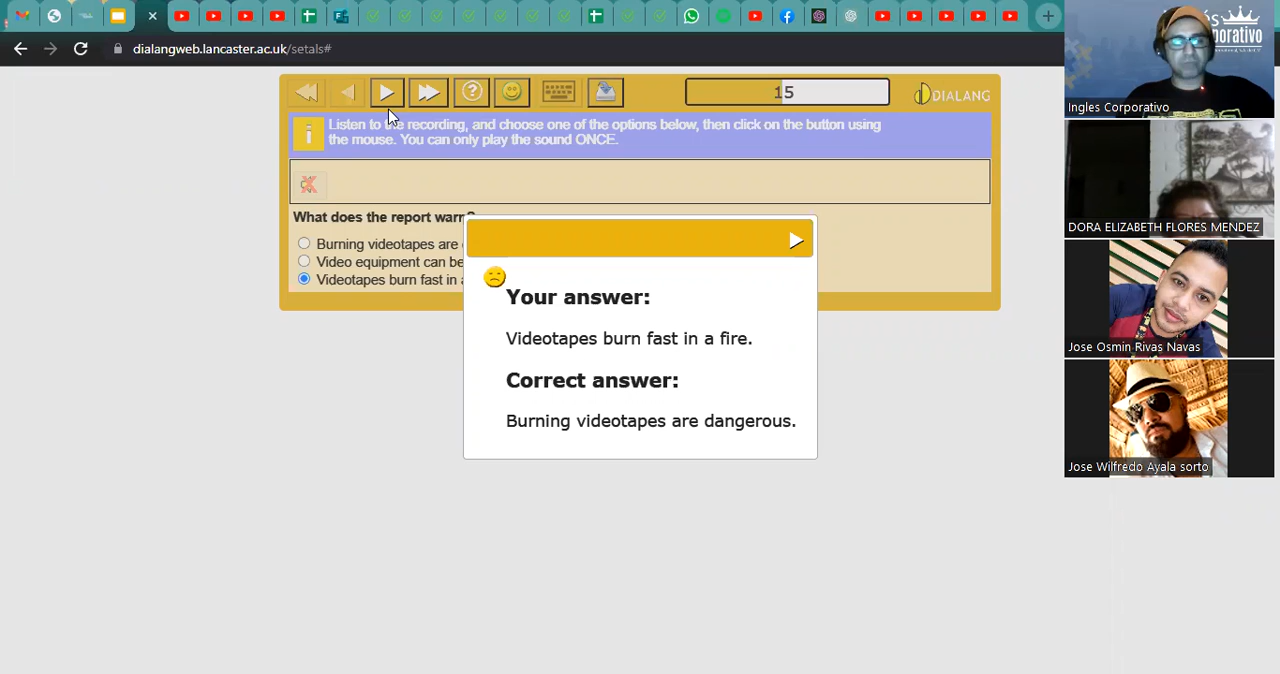 dialangweb.lancaster.ac.uk/setals#
15
DIALANG
Listen to the recording, and choose one of the options below, then click on the button using
the mouse. You can only play the sound ONCE.
What does the report warn?
Burning videotapes are
Video equipment can be
Videotapes burn fast in a
Your answer:
Videotapes burn fast in a fire.
Correct answer:
Burning videotapes are dangerous.
Corporativo
Ingles Corporativo
DORA ELIZABETH FLORES MENDEZ
Jose Osmin Rivas Navas
Jose Wilfredo Ayala sorto